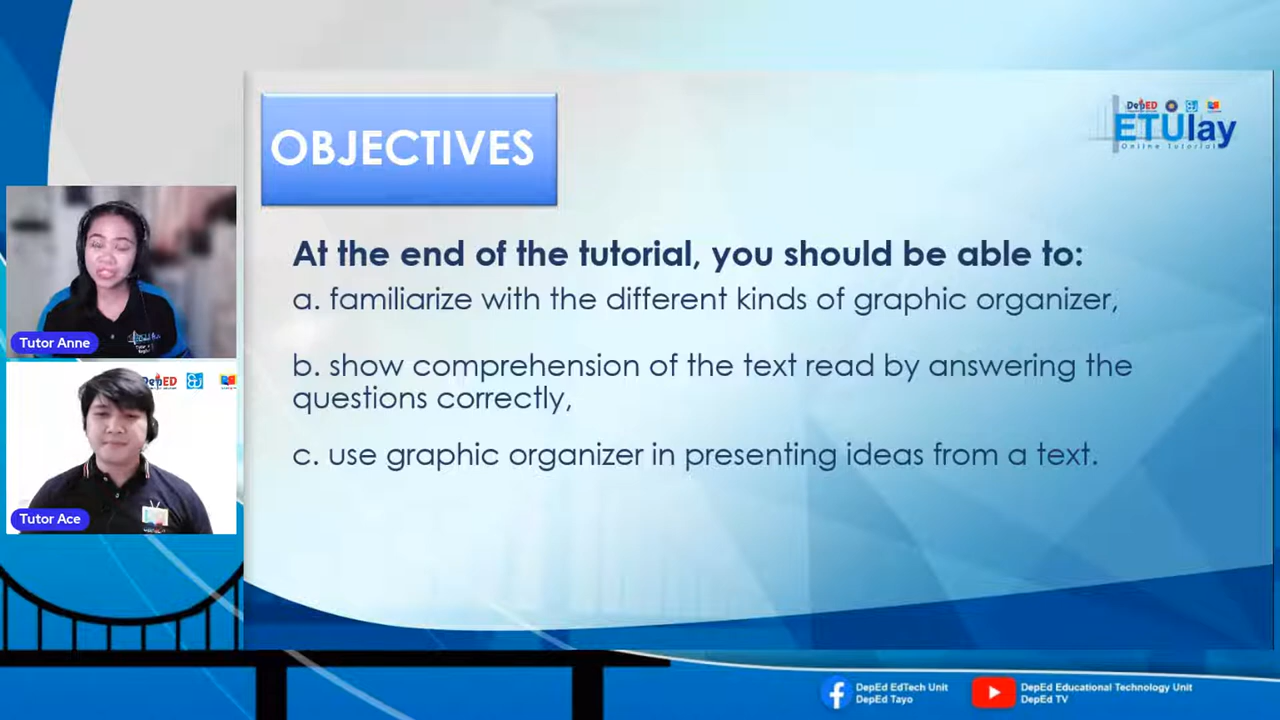 OBJECTIVES
DepED
ETUlay
Online Tutorial
At the end of the tutorial, you should be able to:
a. familiarize with the different kinds of graphic organizer,
b. show comprehension of the text read by answering the
questions correctly,
c. use graphic organizer in presenting ideas from a text.
Tutor Anne
DepED
Tutor Ace
DepEd EdTech Unit
DepEd Tayo
DepEd Educational Technology Unit
DepEd TV